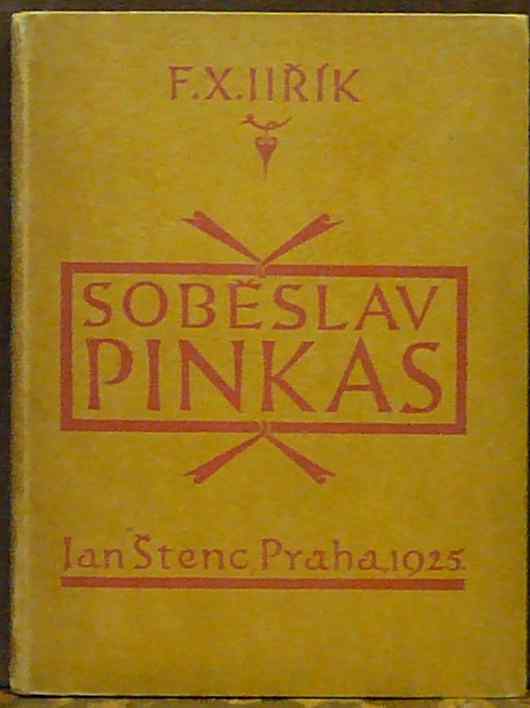 F.X.JIŘÍK
SOBĚSLAV
PINKAS
Jan Štenc, Praha, 1925.